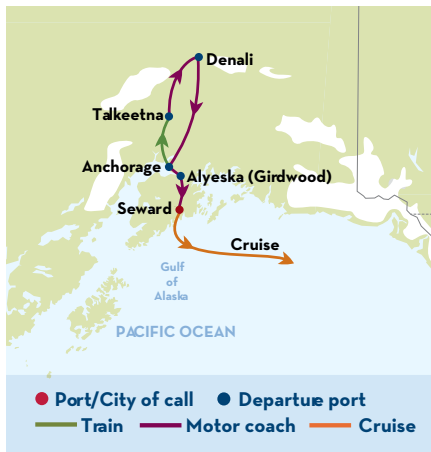 Denali
Talkeetna
Anchorage
Alyeska (Girdwood)
Seward
Cruise
Gulf
of
Alaska
PACIFIC OCEAN
Port/City of call Departure port
Train Motor coach Cruise